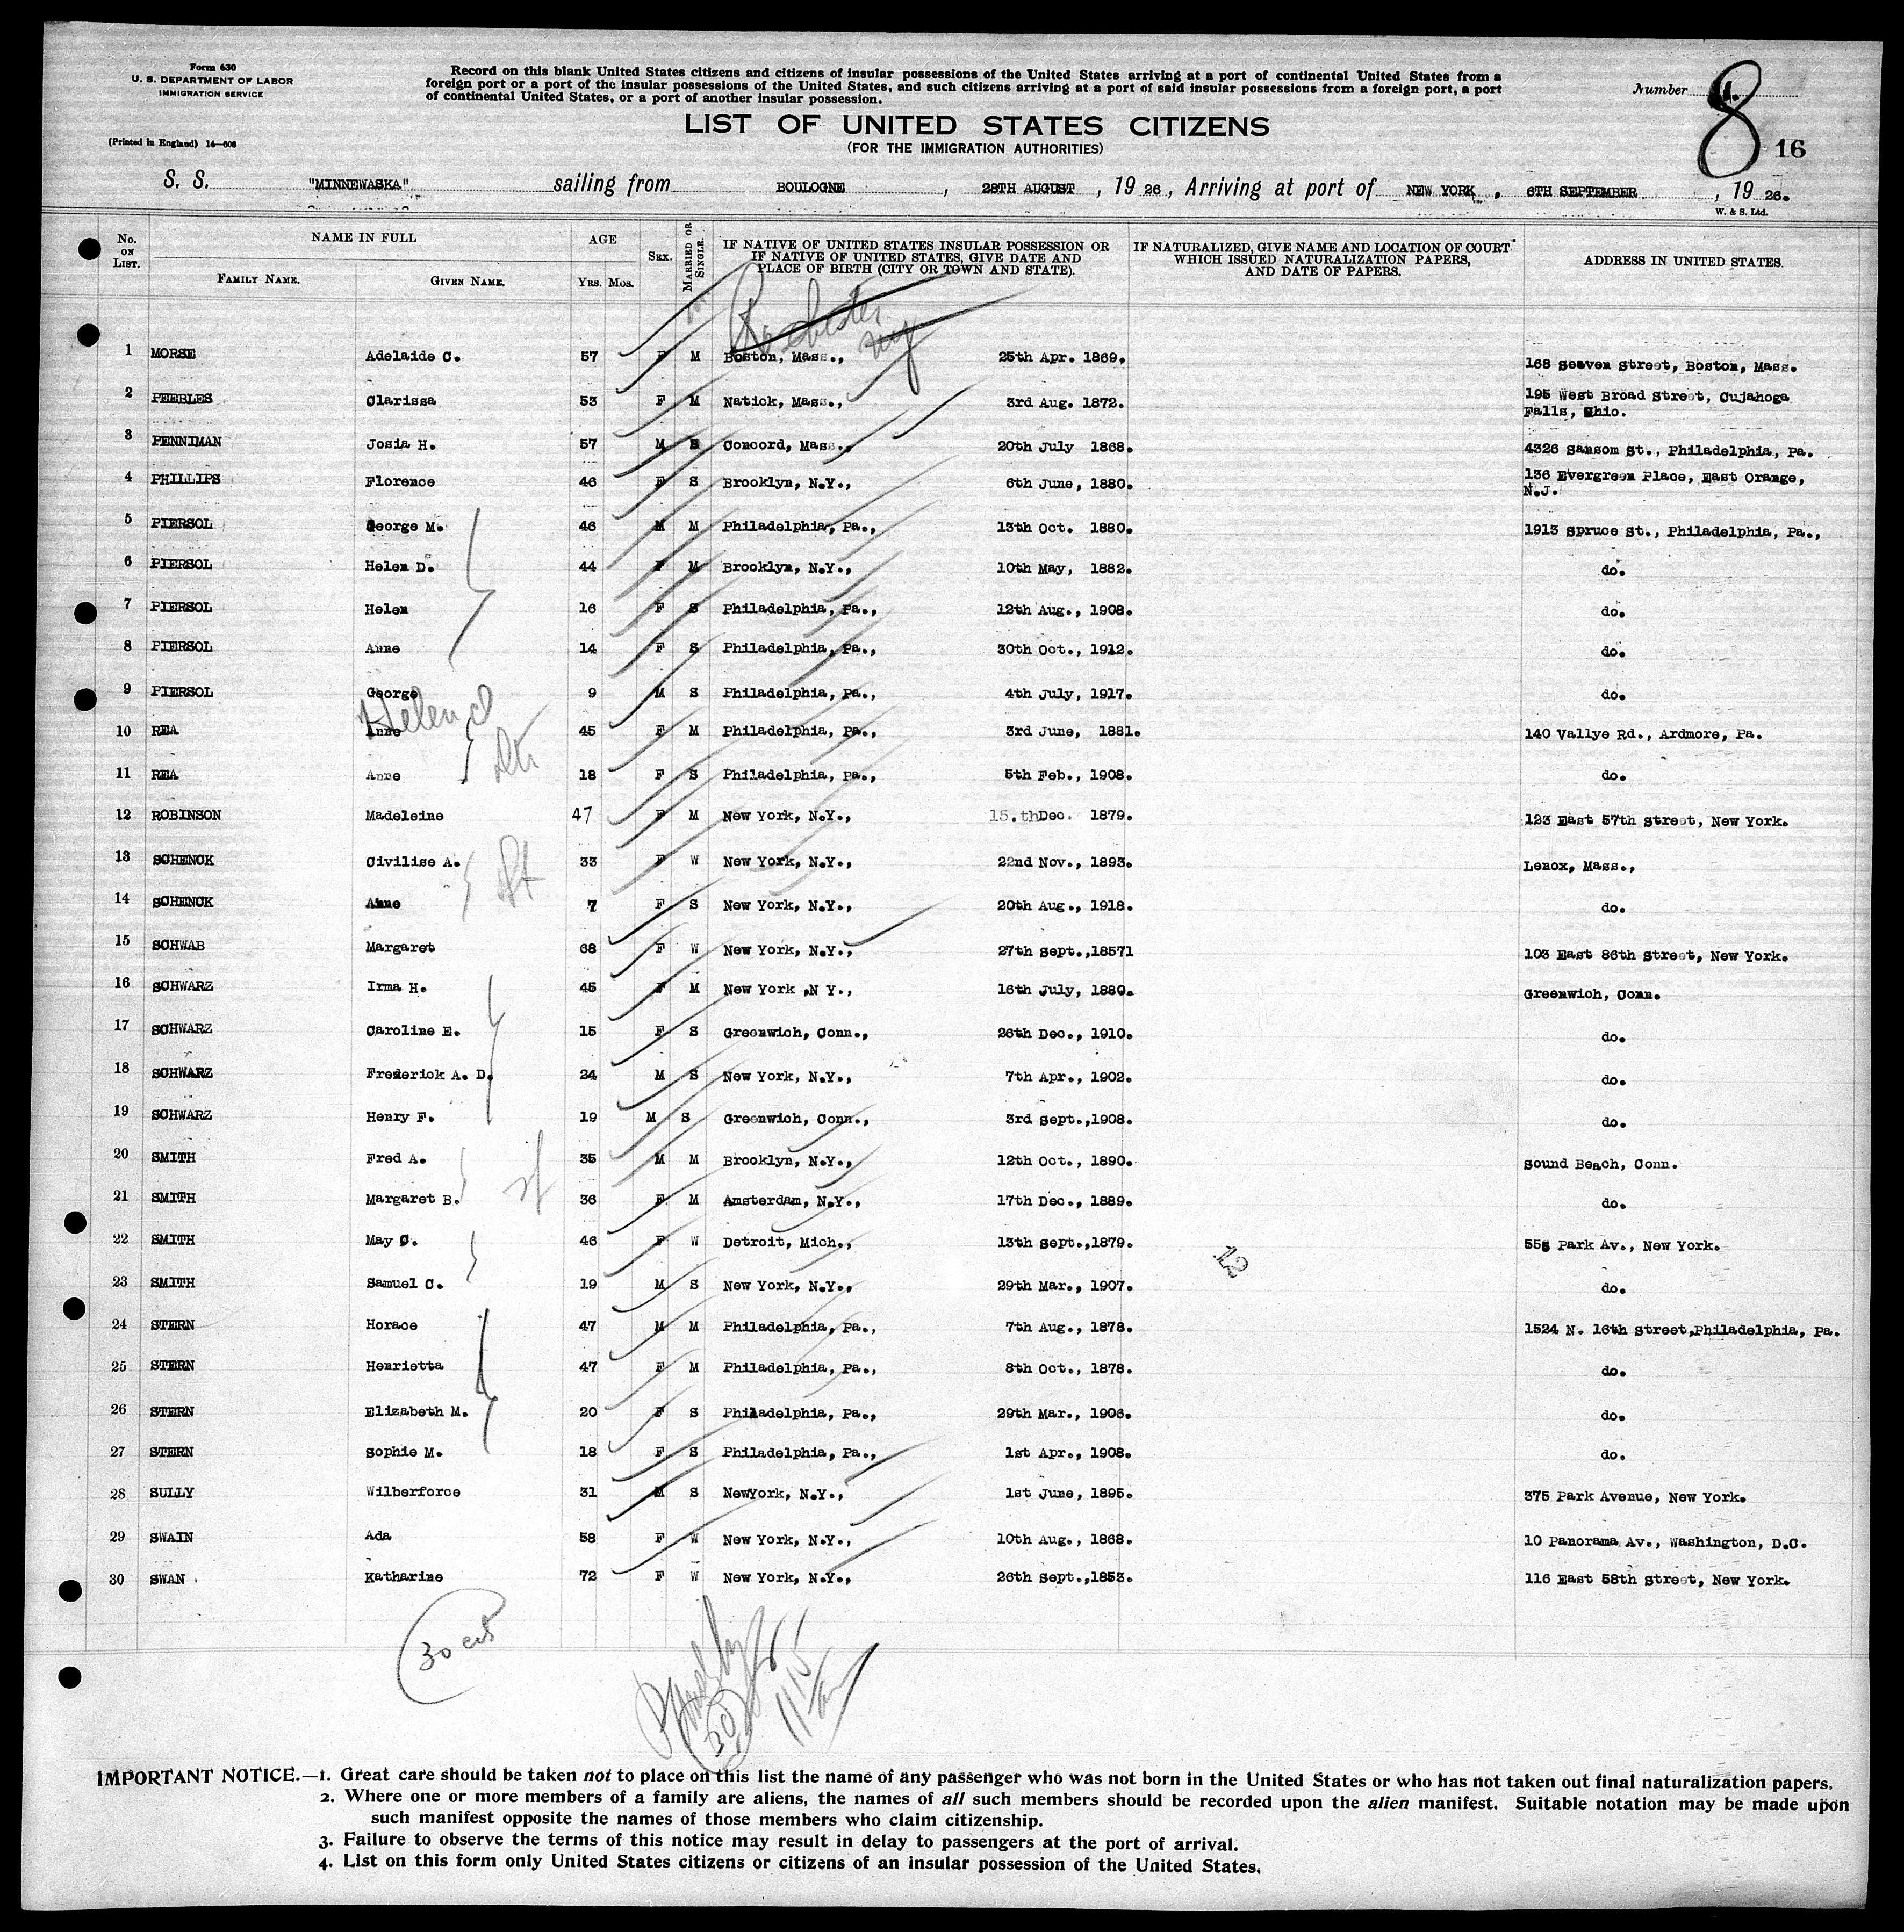 Form 630
U. S. DEPARTMENT OF LABOR
IMMIGRATION SERVICE
(Printed in England) 14—608
Record on this blank United States citizens and citizens of insular possessions of the United States arriving at a port of continental United States from a
foreign port or a port of the insular possessions of the United States, and such citizens arriving at a port of said insular possessions from a foreign port, a port
of continental United States, or a port of another insular possession.
Number
8
16
LIST OF UNITED STATES CITIZENS
(FOR THE IMMIGRATION AUTHORITIES)
S. S. "MINNEWASKA" sailing from BOULOGNE, 28TH AUGUST, 19 26, Arriving at port of NEW YORK, 6TH SEPTEMBER, 19 26.
W. & S. Ltd.
No. ON LIST. NAME IN FULL FAMILY NAME. GIVEN NAME. AGE YRS. MOS. SEX. MARRIED OR SINGLE. IF NATIVE OF UNITED STATES INSULAR POSSESSION OR IF NATIVE OF UNITED STATES, GIVE DATE AND PLACE OF BIRTH (CITY OR TOWN AND STATE). IF NATURALIZED, GIVE NAME AND LOCATION OF COURT WHICH ISSUED NATURALIZATION PAPERS, AND DATE OF PAPERS. ADDRESS IN UNITED STATES.
Rochester
NY
1 MORSE Adelaide C. 57 F M Boston, Mass., 25th Apr. 1869. 168 Seaven Street, Boston, Mass.
2 PEEBLES Clarissa 53 F M Natick, Mass., 3rd Aug. 1872. 195 West Broad Street, Cujahoga
Falls, Ohio.
3 PENNIMAN Josia H. 57 M S Concord, Mass., 20th July 1868. 4326 Sansom St., Philadelphia, Pa.
4 PHILLIPS Florence 46 F S Brooklyn, N.Y., 6th June, 1880. 136 Evergreen Place, East Orange,
N.J.
5 PIERSOL George M. 46 M M Philadelphia, Pa., 13th Oct. 1880. 1913 Spruce St., Philadelphia, Pa.,
6 PIERSOL Helen D. 44 F M Brooklyn, N.Y., 10th May, 1882. do.
7 PIERSOL Helen 16 F S Philadelphia, Pa., 12th Aug., 1908. do.
8 PIERSOL Anne 14 F S Philadelphia, Pa., 30th Oct., 1912. do.
9 PIERSOL George 9 M S Philadelphia, Pa., 4th July, 1917. do.
Helen d
10 REA Anne 45 F M Philadelphia, Pa., 3rd June, 1881. 140 Vallye Rd., Ardmore, Pa.
11 REA Anne 18 F S Philadelphia, Pa., 5th Feb., 1908. do.
12 ROBINSON Madeleine 47 F M New York, N.Y., 15.th Dec. 1879. 123 East 57th Street, New York.
13 SCHENCK Civilise A. 33 F W New York, N.Y., 22nd Nov., 1893. Lenox, Mass.,
14 SCHENCK Anne 7 F S New York, N.Y., 20th Aug., 1918. do.
15 SCHWAB Margaret 68 F W New York, N.Y., 27th Sept.,18571 103 East 86th Street, New York.
16 SCHWARZ Irma H. 45 F M New York ,N Y., 16th July, 1880. Greenwich, Conn.
17 SCHWARZ Caroline E. 15 F S Greenwich, Conn., 26th Dec., 1910. do.
18 SCHWARZ Frederick A. D. 24 M S New York, N.Y., 7th Apr., 1902. do.
19 SCHWARZ Henry F. 19 M S Greenwich, Conn., 3rd Sept.,1908. do.
20 SMITH Fred A. 35 M M Brooklyn, N.Y., 12th Oct., 1890. Sound Beach, Conn.
21 SMITH Margaret B. 36 F M Amsterdam, N.Y., 17th Dec., 1889. do.
22 SMITH May C. 46 F W Detroit, Mich., 13th Sept.,1879. 555 Park Av., New York.
12
23 SMITH Samuel C. 19 M S New York, N.Y., 29th Mar., 1907. do.
24 STERN Horace 47 M M Philadelphia, Pa., 7th Aug., 1878. 1524 N. 16th Street,Philadelphia, Pa.
25 STERN Henrietta 47 F M Philadelphia, Pa., 8th Oct., 1878. do.
26 STERN Elizabeth M. 20 F S Philadelphia, Pa., 29th Mar., 1906. do.
27 STERN Sophie M. 18 F S Philadelphia, Pa., 1st Apr., 1908. do.
28 SULLY Wilberforce 31 M S NewYork, N.Y., 1st June, 1895. 375 Park Avenue, New York.
29 SWAIN Ada 58 F W New York, N.Y., 10th Aug., 1868. 10 Panorama Av., Washington, D.C.
30 SWAN Katharine 72 F W New York, N.Y., 26th Sept.,1853. 116 East 58th Street, New York.
30
30
IMPORTANT NOTICE.—1. Great care should be taken not to place on this list the name of any passenger who was not born in the United States or who has not taken out final naturalization papers.
2. Where one or more members of a family are aliens, the names of all such members should be recorded upon the alien manifest. Suitable notation may be made upon
such manifest opposite the names of those members who claim citizenship.
3. Failure to observe the terms of this notice may result in delay to passengers at the port of arrival.
4. List on this form only United States citizens or citizens of an insular possession of the United States.